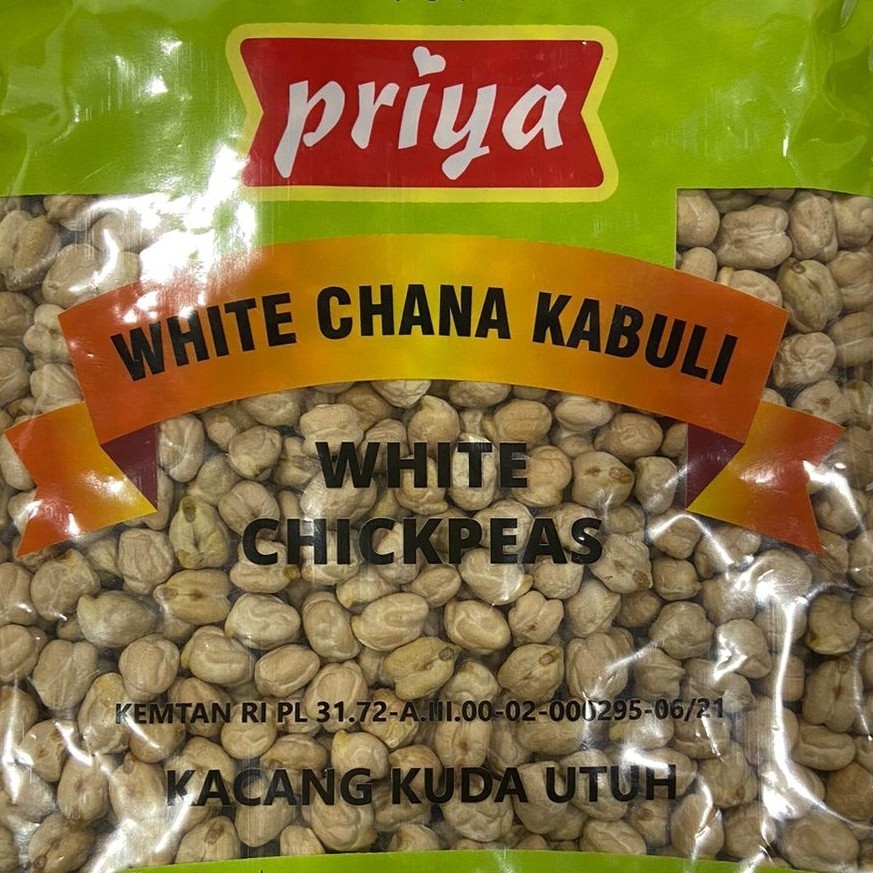 priya
WHITE CHANA KABULI
WHITE
CHICKPEAS
KEMTAN RI PL 31.72-A.III.00-02-000295-06/21
KACANG KUDA UTUH